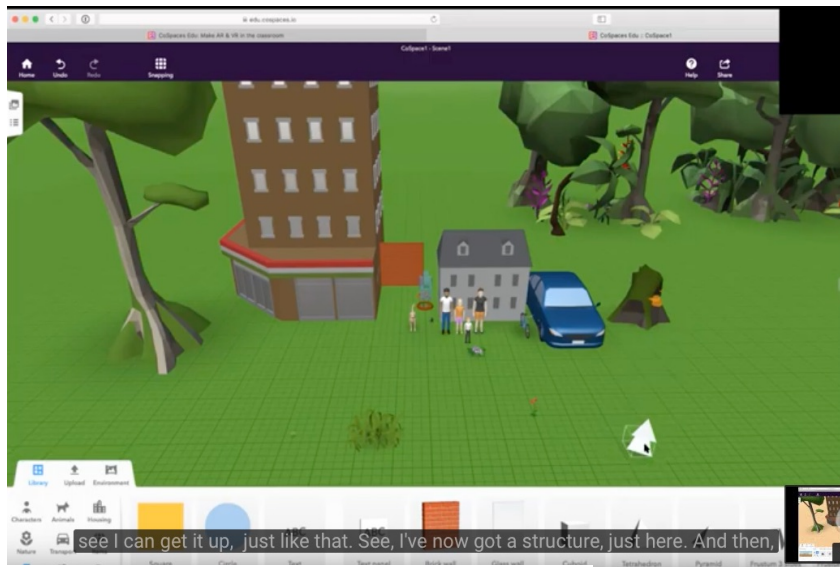 edu.cospaces.io
CoSpaces Edu: Make AR & VR in the classroom
CoSpaces Edu | CoSpace1
CoSpace1 - Scene1
Home Undo Redo Snapping Help Share
Library Upload Environment
Characters Animals Housing
Nature Transport
see I can get it up, just like that. See, I've now got a structure, just here. And then,
Square Circle Text Text panel Brick wall Glass wall Cuboid Tetrahedron Pyramid Frustum 3